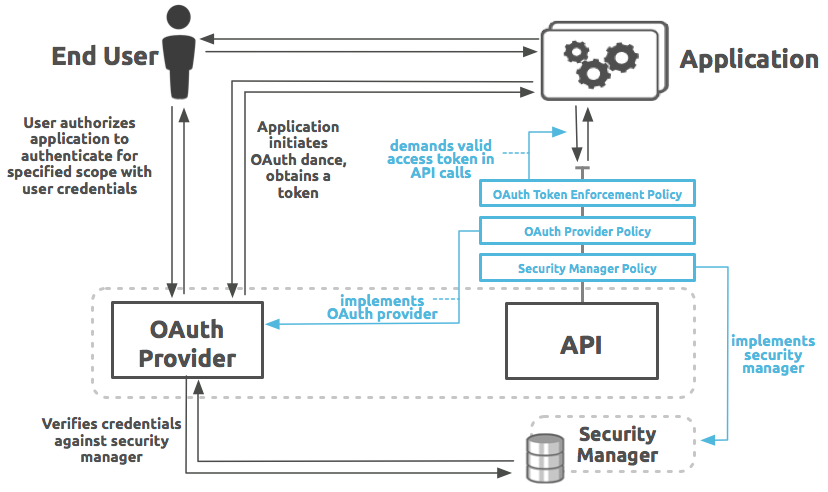 End User
Application
User authorizes
application to
authenticate for
specified scope with
user credentials
Application
initiates
OAuth dance,
obtains a
token
demands valid
access token in
API calls
OAuth Token Enforcement Policy
OAuth Provider Policy
Security Manager Policy
implements
OAuth provider
OAuth
Provider
API
implements
security
manager
Verifies credentials
against security
manager
Security
Manager